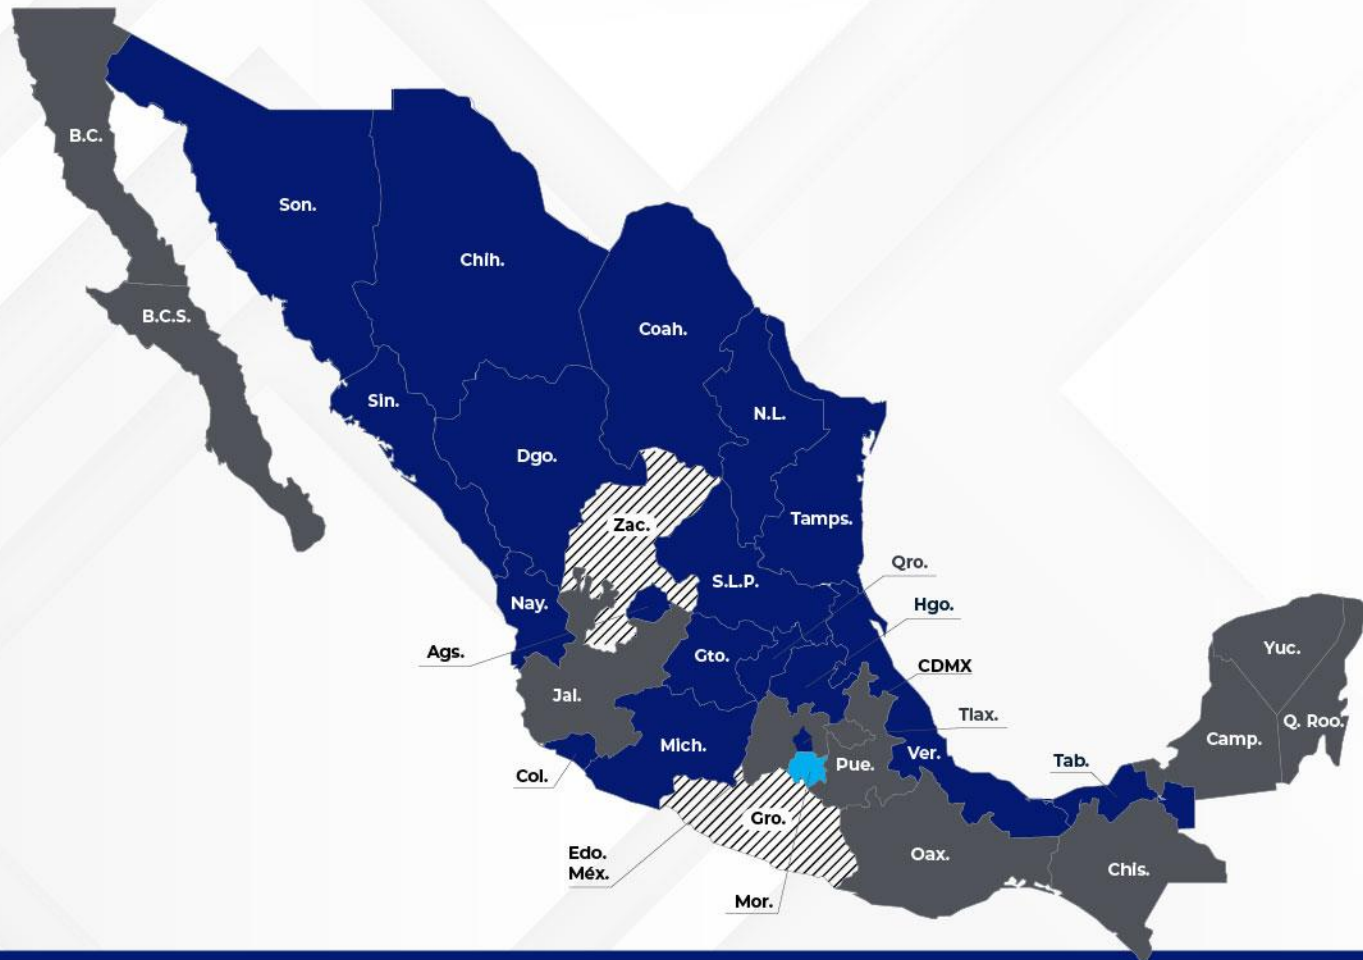 B.C.
Son.
Chih.
B.C.S.
Coah.
Sin.
N.L.
Dgo.
Tamps.
Zac.
Qro.
S.L.P.
Nay.
Hgo.
Ags.
Gto.
Yuc.
CDMX
Jal.
Tlax.
Q. Roo.
Mich.
Camp.
Ver.
Pue.
Tab.
Col.
Gro.
Edo.
Méx.
Oax.
Chis.
Mor.